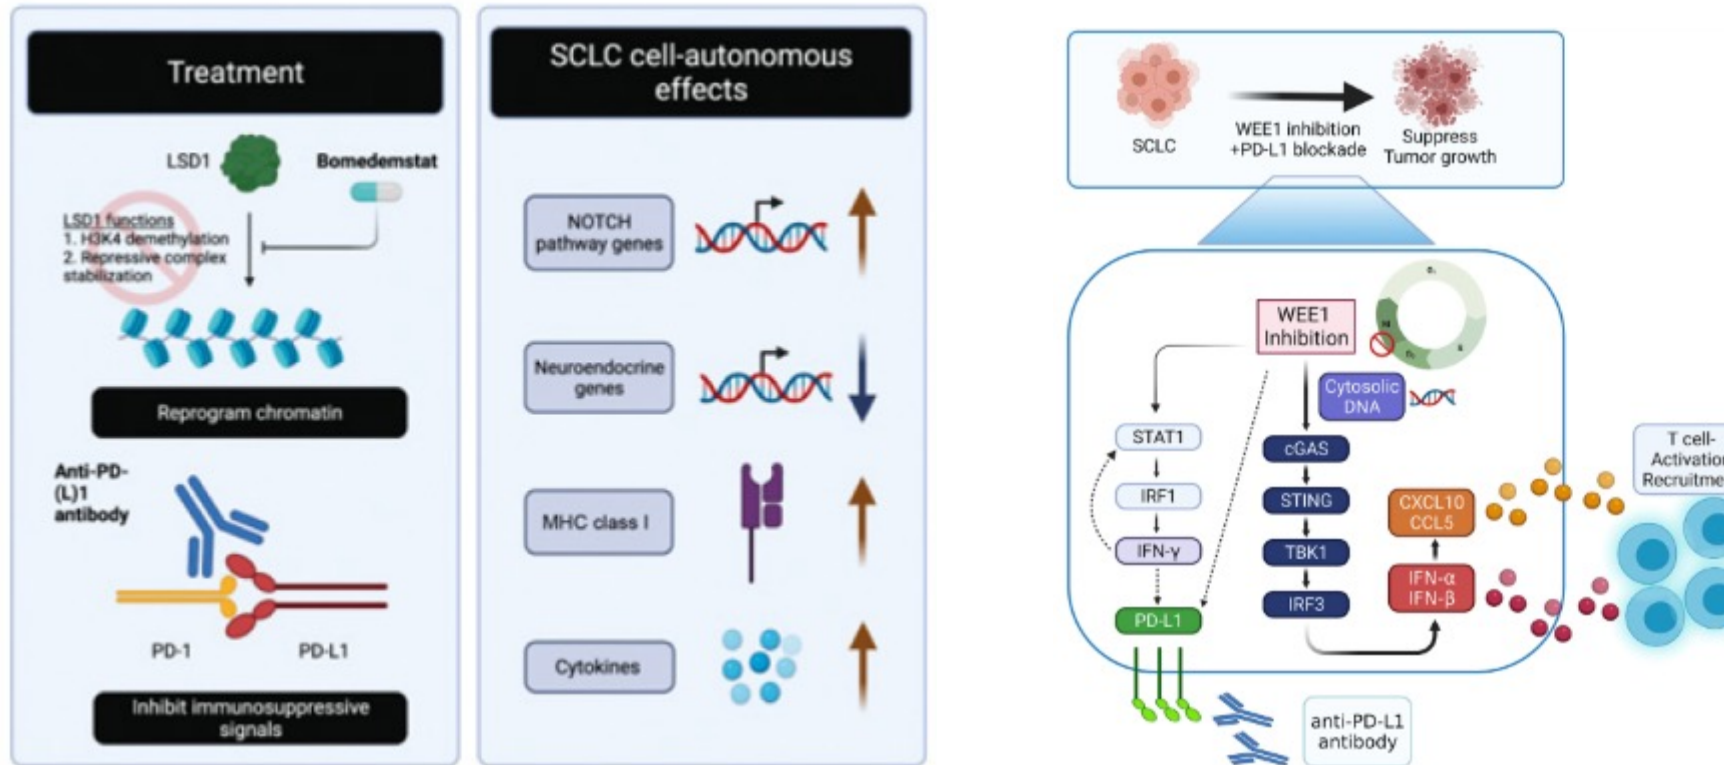 Treatment
LSD1
Bomedemstat
LSD1 functions
1. H3K4 demethylation
2. Repressive complex
stabilization
Reprogram chromatin
Anti-PD-
(L)1
antibody
PD-1
PD-L1
Inhibit immunosuppressive
signals
SCLC cell-autonomous
effects
NOTCH
pathway genes
Neuroendocrine
genes
MHC class I
Cytokines
SCLC
WEE1 inhibition
+PD-L1 blockade
Suppress
Tumor growth
WEE1
Inhibition
G₁
M
G₂
S
Cytosolic
DNA
STAT1
IRF1
IFN-γ
PD-L1
cGAS
STING
TBK1
IRF3
CXCL10
CCL5
IFN-α
IFN-β
T cell-
Activation
Recruitme
anti-PD-L1
antibody